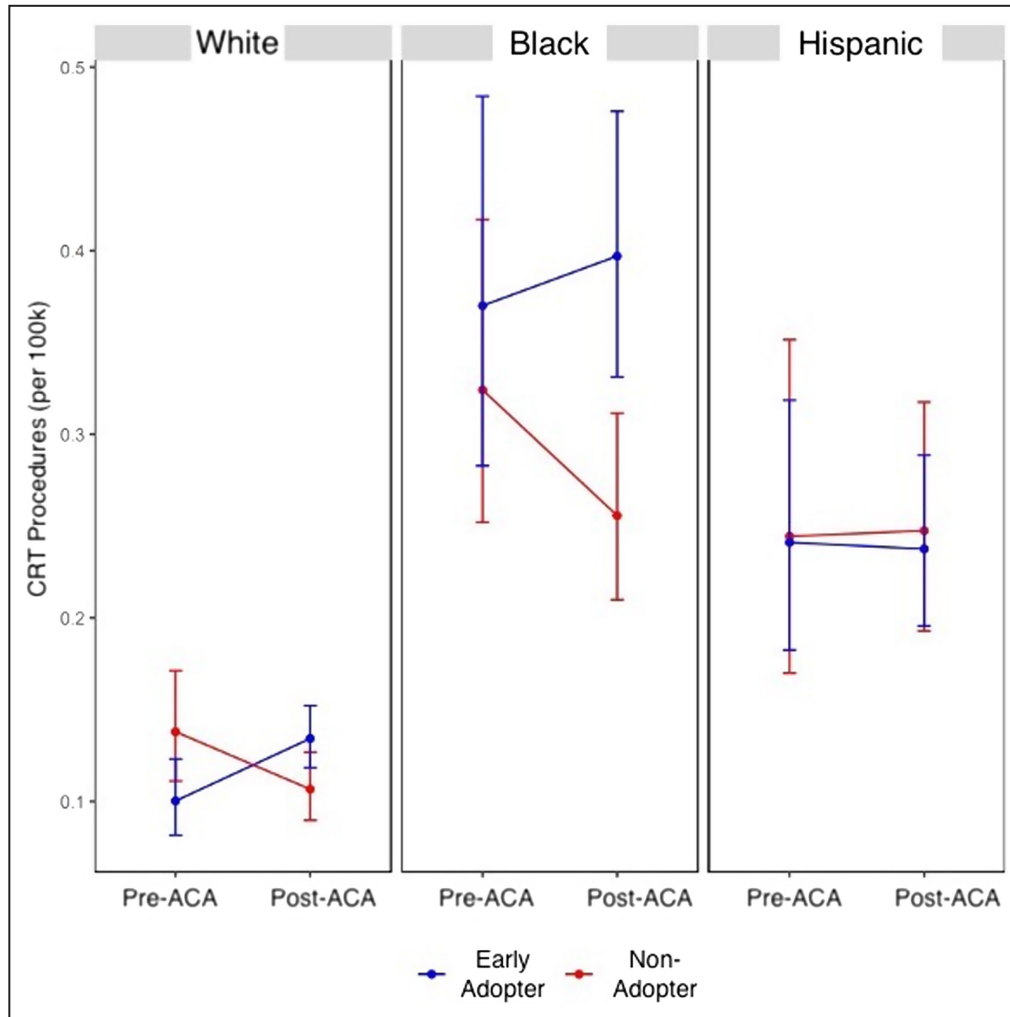 White Black Hispanic
0.5
0.4
0.3
0.2
0.1
CRT Procedures (per 100k)
Pre-ACA Post-ACA Pre-ACA Post-ACA Pre-ACA Post-ACA
Early
Adopter
Non-
Adopter